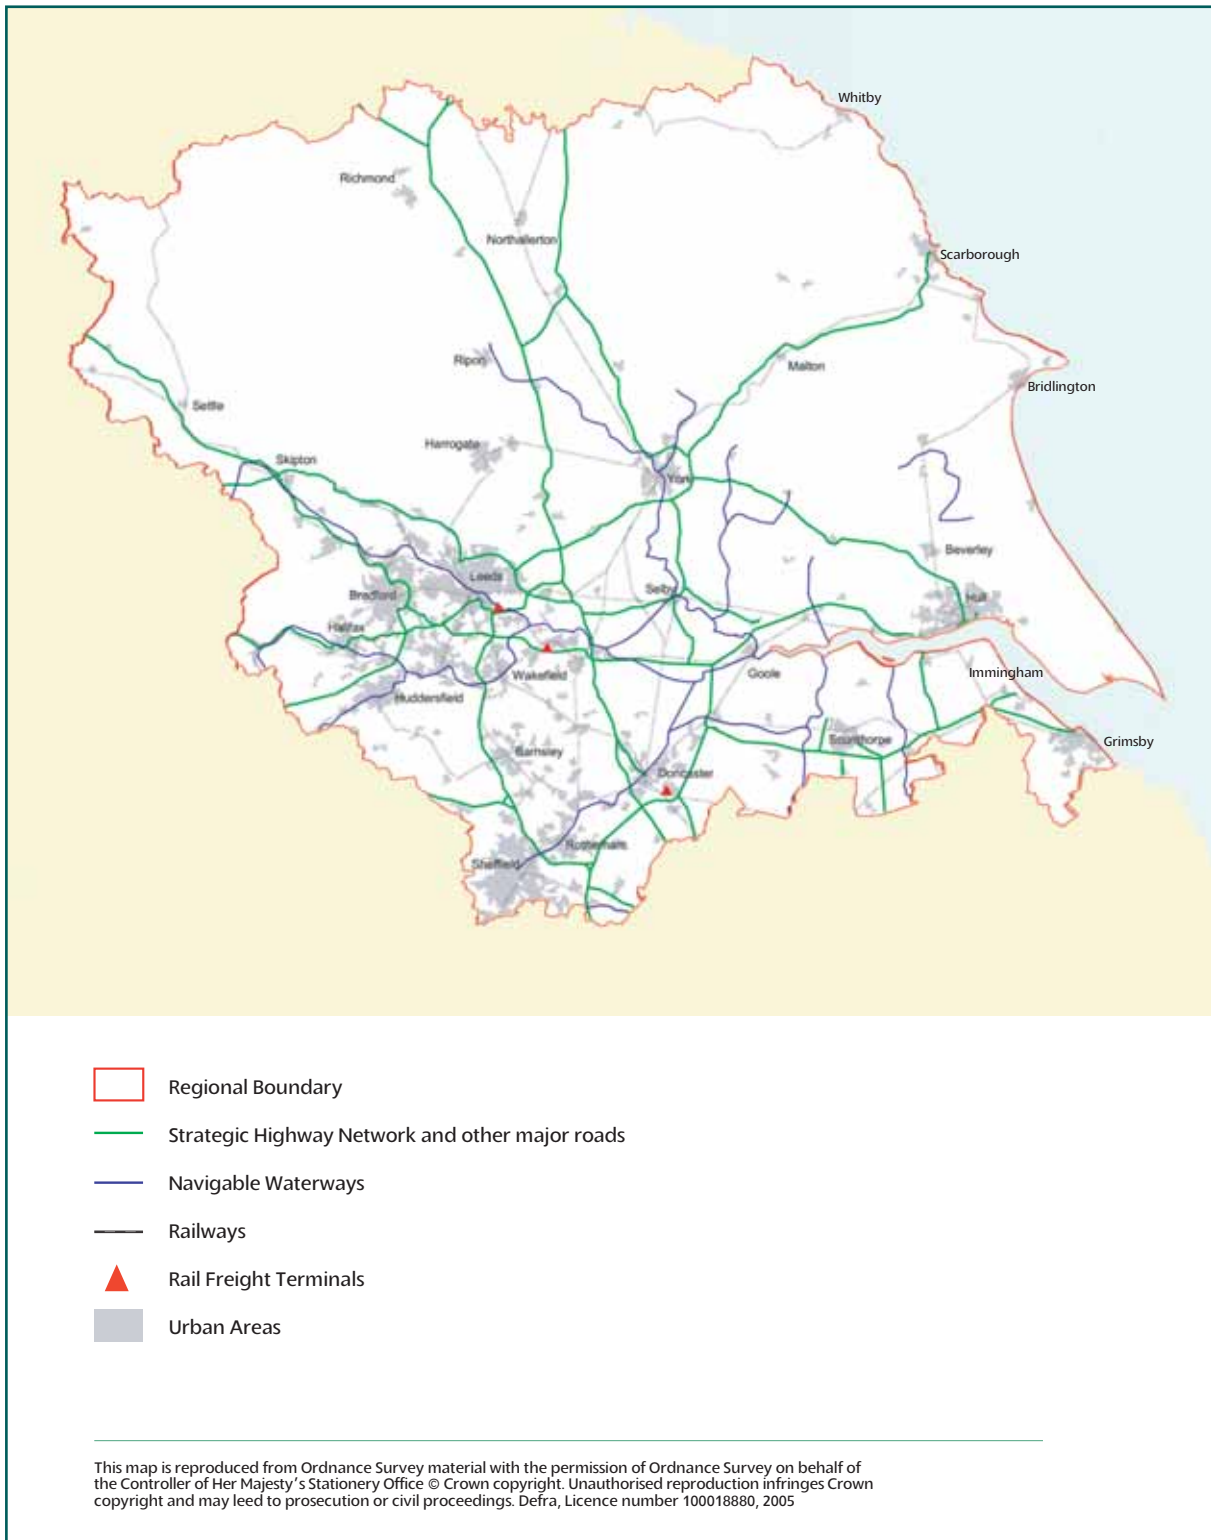 Whitby
Richmond
Northallerton
Scarborough
Ripon
Malton
Bridlington
Settle
Harrogate
Skipton
York
Beverley
Leeds
Selby
Bradford
Hull
Halifax
Wakefield
Goole
Immingham
Huddersfield
Scunthorpe
Grimsby
Barnsley
Doncaster
Rotherham
Sheffield
Regional Boundary
Strategic Highway Network and other major roads
Navigable Waterways
Railways
Rail Freight Terminals
Urban Areas
This map is reproduced from Ordnance Survey material with the permission of Ordnance Survey on behalf of
the Controller of Her Majesty's Stationery Office © Crown copyright. Unauthorised reproduction infringes Crown
copyright and may leed to prosecution or civil proceedings. Defra, Licence number 100018880, 2005